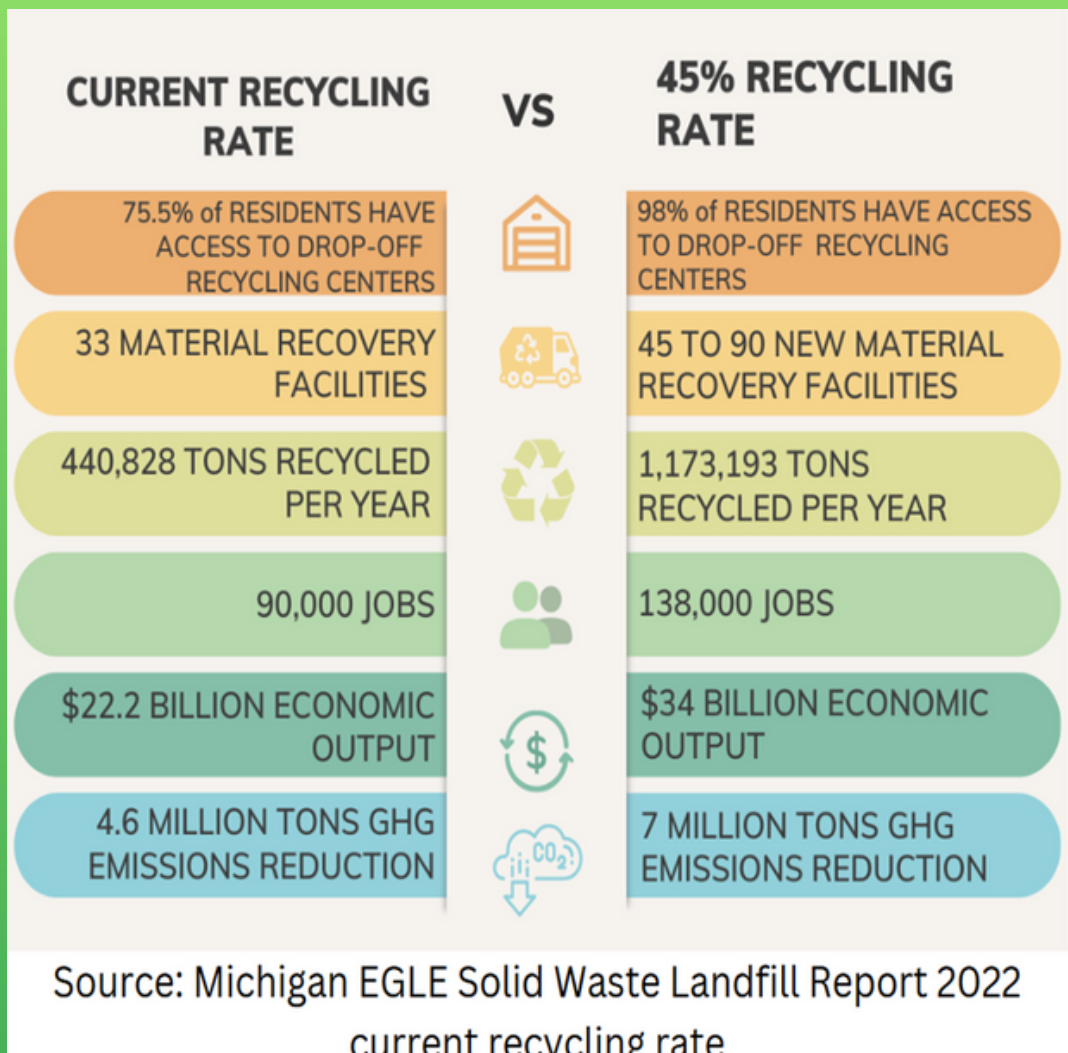 CURRENT RECYCLING
RATE
VS
45% RECYCLING
RATE
75.5% of RESIDENTS HAVE
ACCESS TO DROP-OFF
RECYCLING CENTERS
98% of RESIDENTS HAVE ACCESS
TO DROP-OFF RECYCLING
CENTERS
33 MATERIAL RECOVERY
FACILITIES
45 TO 90 NEW MATERIAL
RECOVERY FACILITIES
440,828 TONS RECYCLED
PER YEAR
1,173,193 TONS
RECYCLED PER YEAR
90,000 JOBS
138,000 JOBS
$22.2 BILLION ECONOMIC
OUTPUT
$
$34 BILLION ECONOMIC
OUTPUT
4.6 MILLION TONS GHG
EMISSIONS REDUCTION
CO₂
7 MILLION TONS GHG
EMISSIONS REDUCTION
Source: Michigan EGLE Solid Waste Landfill Report 2022
current recycling rate